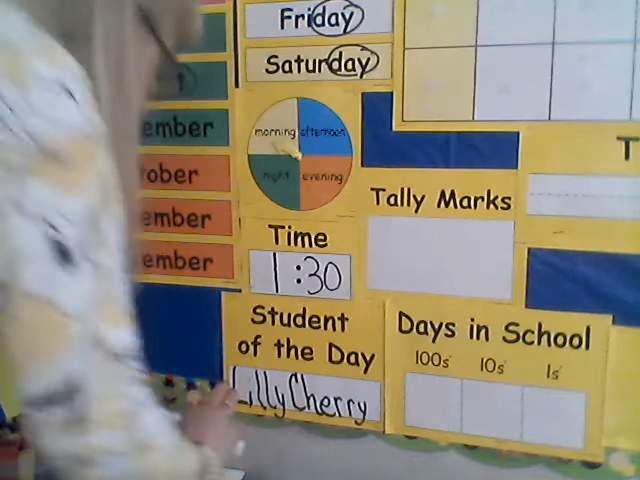 Friday
Saturday
t
ember
tober
ember
ember
morning afternoon
night evening
Time
1:30
Tally Marks
T
Student
of the Day
Lilly Cherry
Days in School
100s 10s 1s